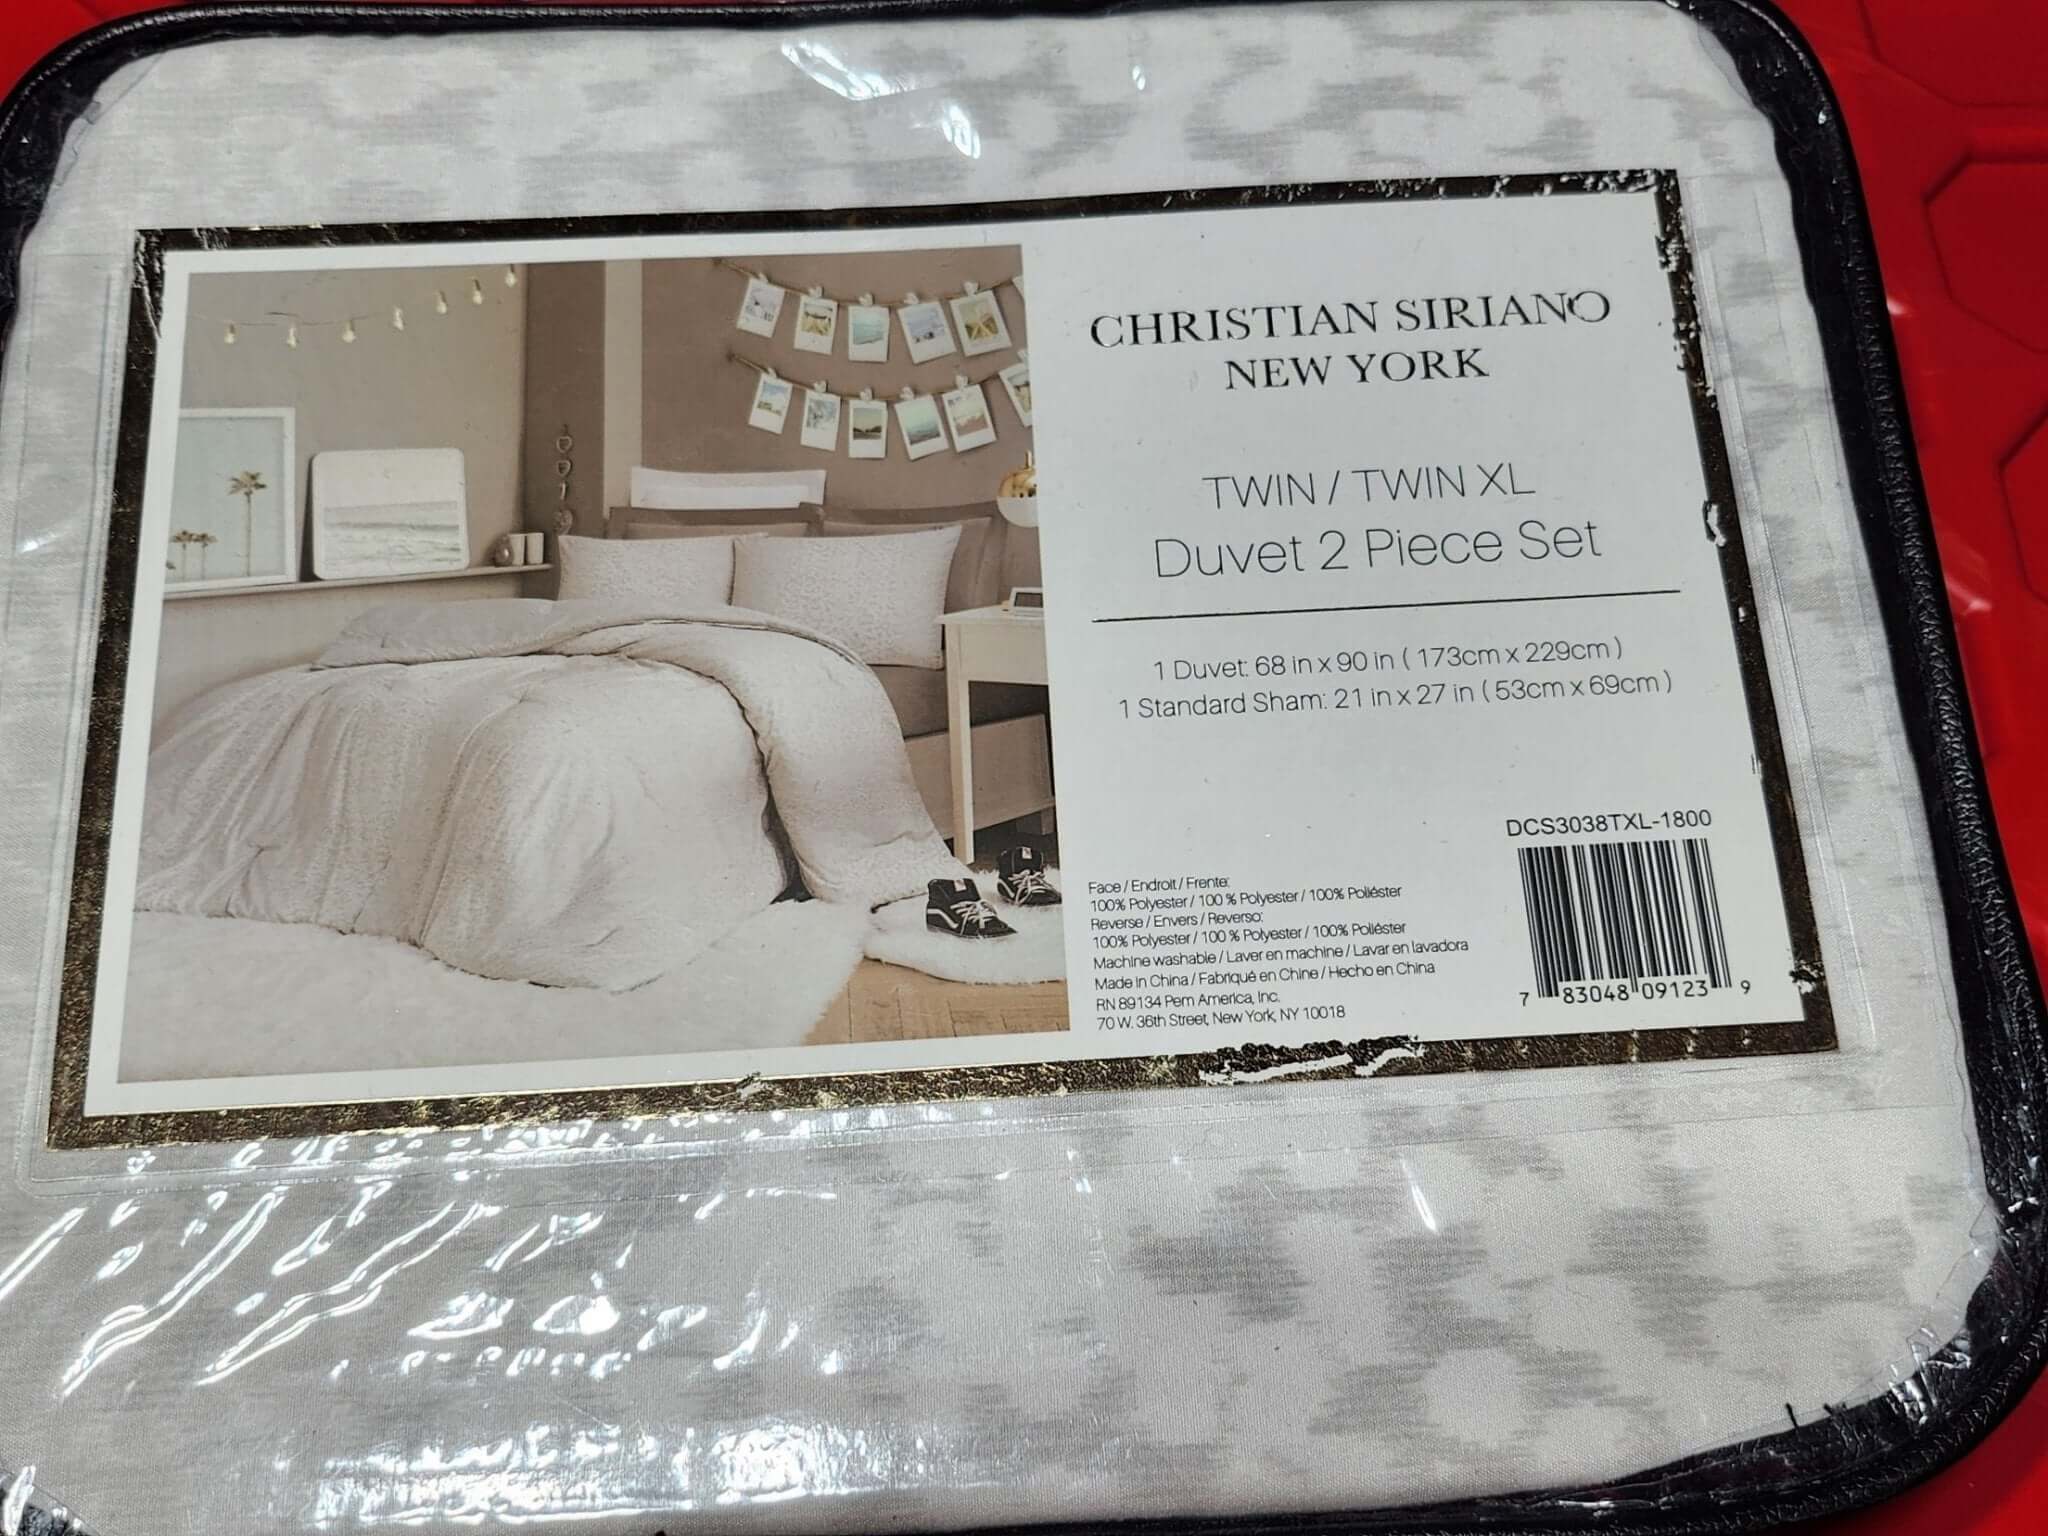 CHRISTIAN SIRIANO
NEW YORK
TWIN / TWIN XL
Duvet 2 Piece Set
1 Duvet: 68 in x 90 in ( 173cm x 229cm )
1 Standard Sham: 21 in x 27 in ( 53cm x 69cm )
DCS3038TXL-1800
Face / Endroit / Frente:
100% Polyester / 100 % Polyester / 100% Poliéster
Reverse / Envers / Reverso:
100% Polyester / 100 % Polyester / 100% Poliéster
Machine washable / Laver en machine / Lavar en lavadora
Made in China / Fabriqué en Chine / Hecho en China
RN 89134 Pem America, Inc.
70 W. 36th Street, New York, NY 10018
7 83048 09123 9